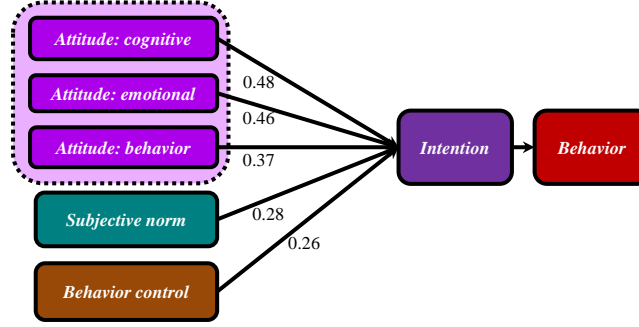 Attitude: cognitive
0.48
Attitude: emotional
0.46
Attitude: behavior
0.37
Intention
Behavior
Subjective norm
0.28
Behavior control
0.26